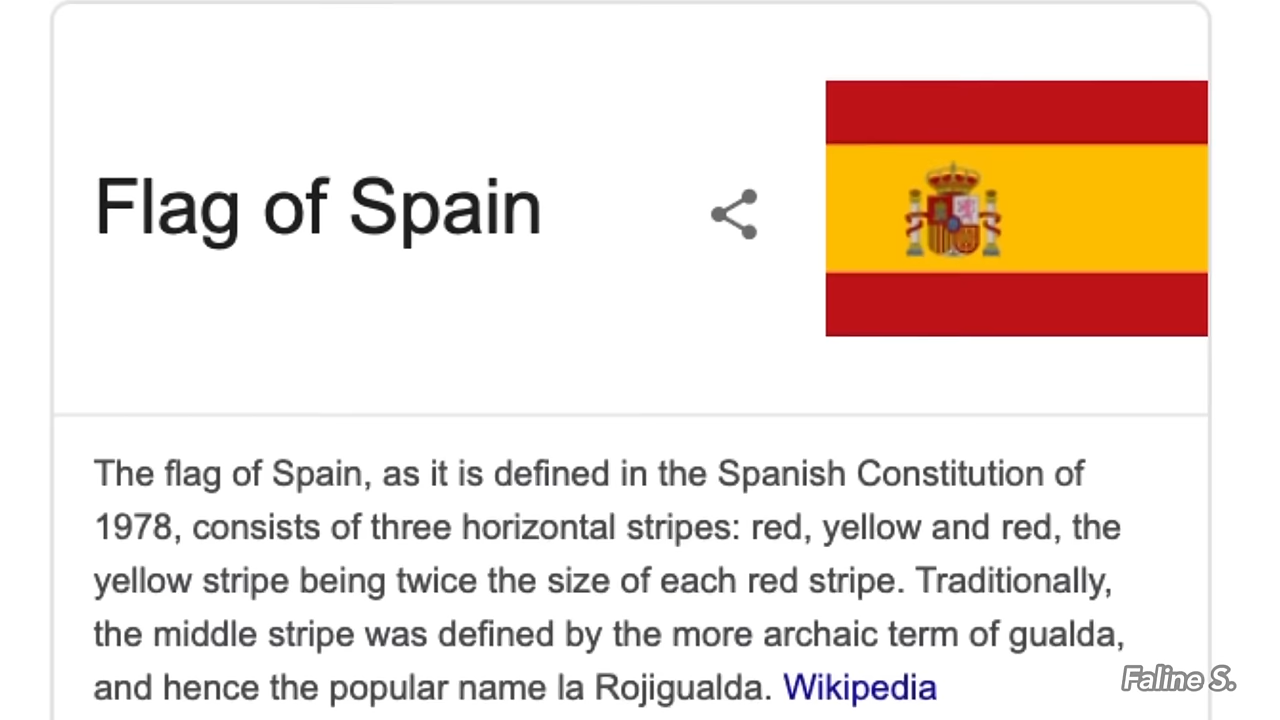 Flag of Spain
The flag of Spain, as it is defined in the Spanish Constitution of
1978, consists of three horizontal stripes: red, yellow and red, the
yellow stripe being twice the size of each red stripe. Traditionally,
the middle stripe was defined by the more archaic term of gualda,
and hence the popular name la Rojigualda. Wikipedia
Faline S.